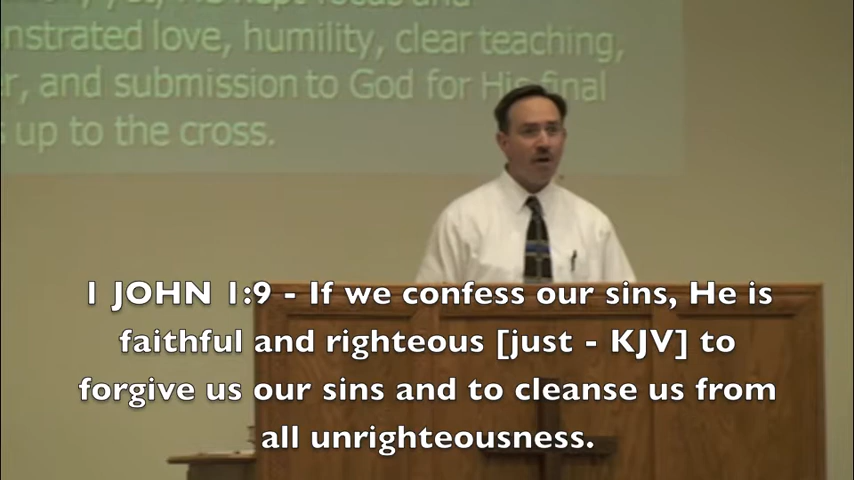 focus and
nstrated love, humility, clear teaching,
r, and submission to God for His final
s up to the cross.
1 JOHN 1:9 - If we confess our sins, He is
faithful and righteous [just - KJV] to
forgive us our sins and to cleanse us from
all unrighteousness.